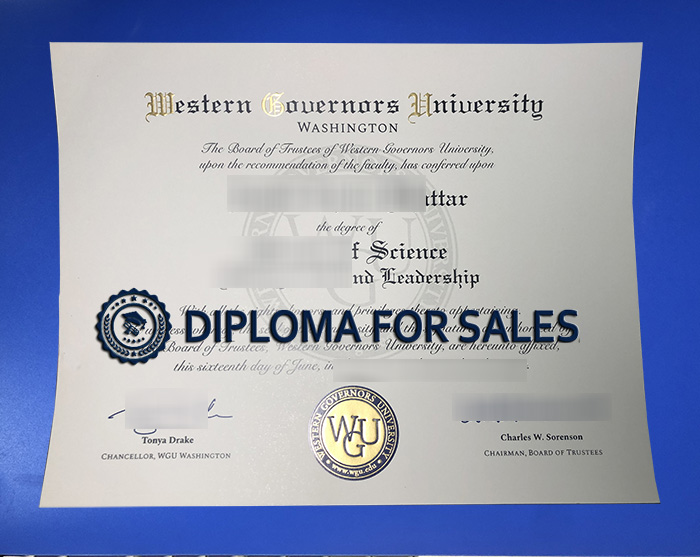 Western Governors University
WASHINGTON
The Board of Trustees of Western Governors University,
upon the recommendation of the faculty, has conferred upon
the degree of
f Science
nd Leadership
DIPLOMA FOR SALES
Board of Trustees, Western Governors University, are hereunto affixed,
this sixteenth day of June, in
Tonya Drake
CHANCELLOR, WGU WASHINGTON
WESTERN GOVERNORS UNIVERSITY
WGU
www.wgu.edu
Charles W. Sorenson
CHAIRMAN, BOARD OF TRUSTEES